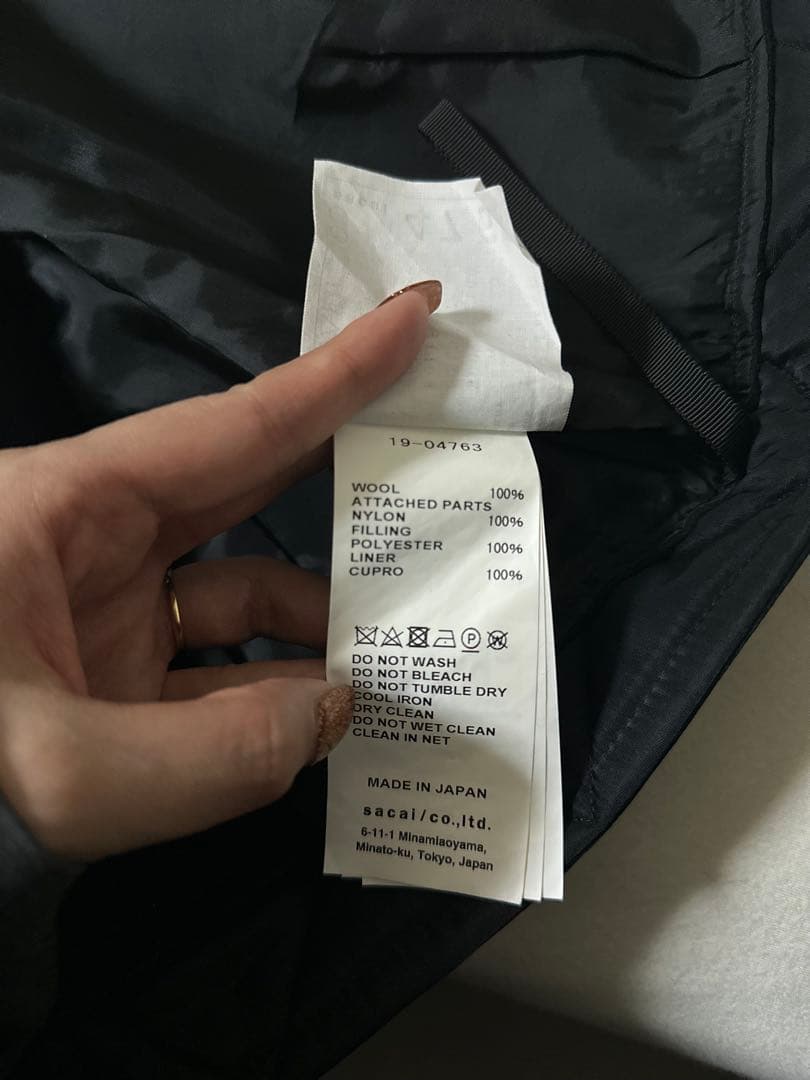 19-04763
WOOL 100%
ATTACHED PARTS
NYLON 100%
FILLING
POLYESTER 100%
LINER
CUPRO 100%
P
W
DO NOT WASH
DO NOT BLEACH
DO NOT TUMBLE DRY
COOL IRON
DRY CLEAN
DO NOT WET CLEAN
CLEAN IN NET
MADE IN JAPAN
sacai/co.,ltd.
6-11-1 Minamiaoyama,
Minato-ku, Tokyo, Japan